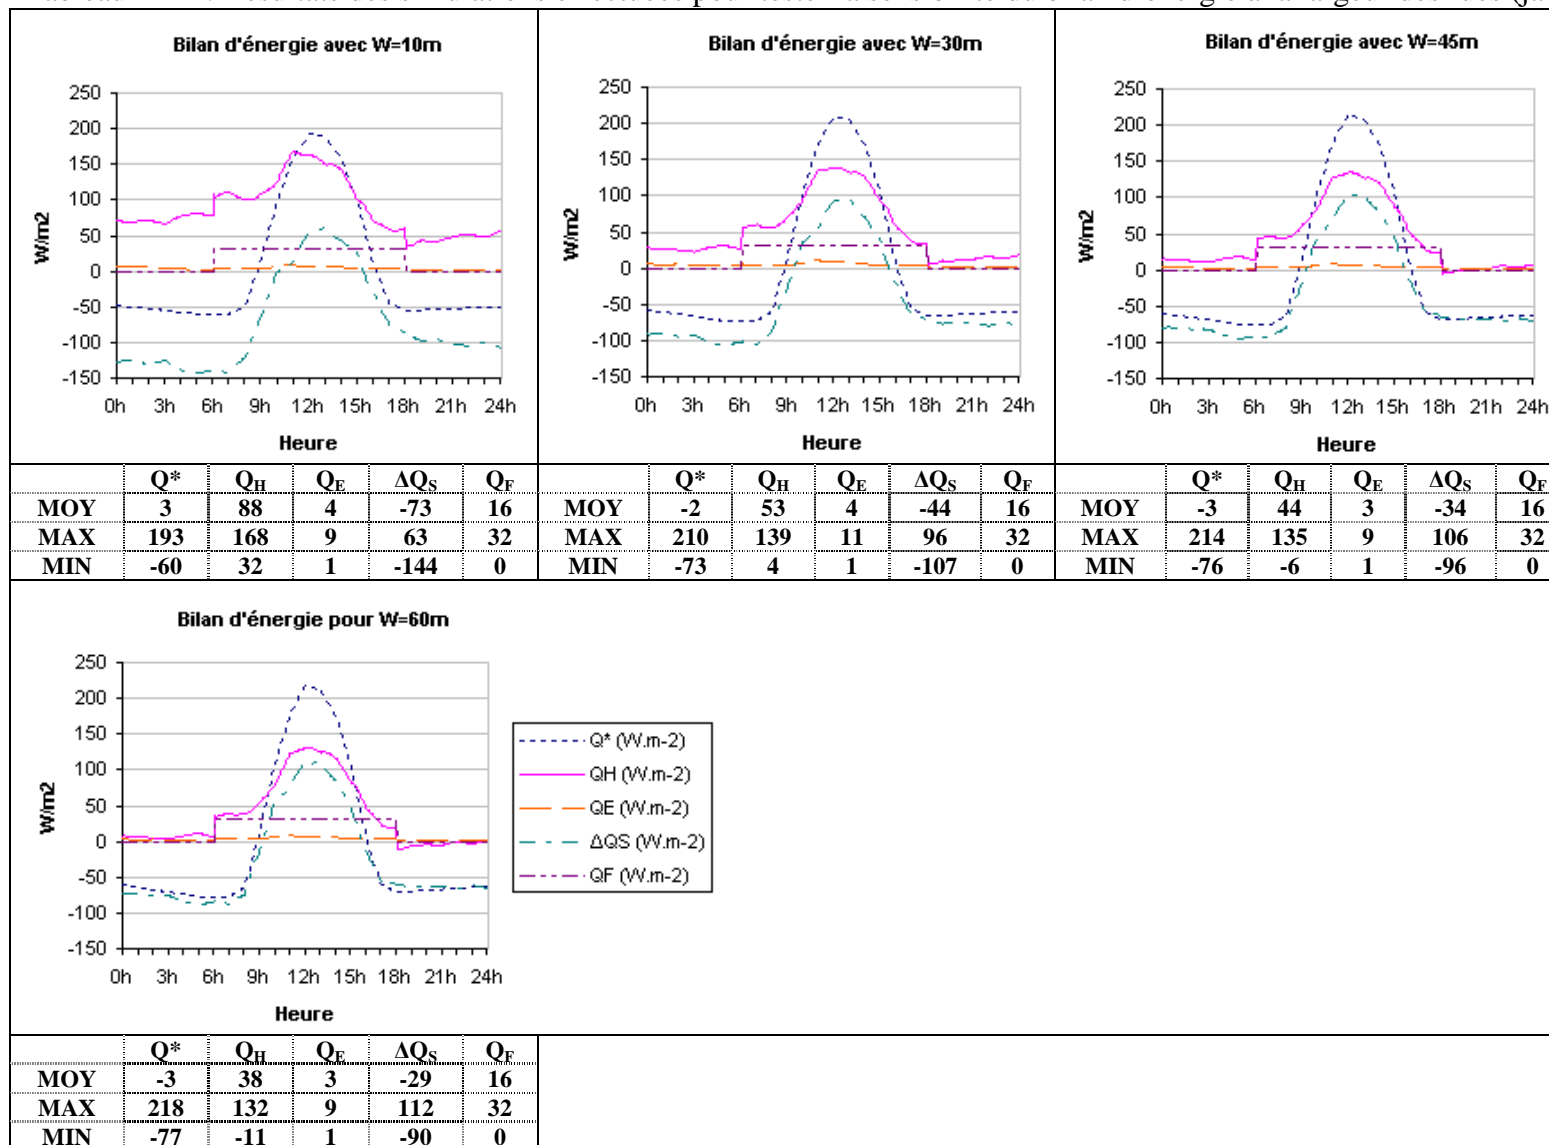 Bilan d'énergie avec W=10m
250
200
150
100
50
0
-50
-100
-150
W/m2
0h 3h 6h 9h 12h 15h 18h 21h 24h
Heure
Q* QH QE ΔQS QF
MOY 3 88 4 -73 16
MAX 193 168 9 63 32
MIN -60 32 1 -144 0
Bilan d'énergie avec W=30m
250
200
150
100
50
0
-50
-100
-150
W/m2
0h 3h 6h 9h 12h 15h 18h 21h 24h
Heure
Q* QH QE ΔQS QF
MOY -2 53 4 -44 16
MAX 210 139 11 96 32
MIN -73 4 1 -107 0
Bilan d'énergie avec W=45m
250
200
150
100
50
0
-50
-100
-150
W/m2
0h 3h 6h 9h 12h 15h 18h 21h 24h
Heure
Q* QH QE ΔQS QF
MOY -3 44 3 -34 16
MAX 214 135 9 106 32
MIN -76 -6 1 -96 0
Bilan d'énergie pour W=60m
250
200
150
100
50
0
-50
-100
-150
W/m2
0h 3h 6h 9h 12h 15h 18h 21h 24h
Heure
Q* (W.m-2)
QH (W.m-2)
QE (W.m-2)
ΔQS (W.m-2)
QF (W.m-2)
Q* QH QE ΔQS QF
MOY -3 38 3 -29 16
MAX 218 132 9 112 32
MIN -77 -11 1 -90 0